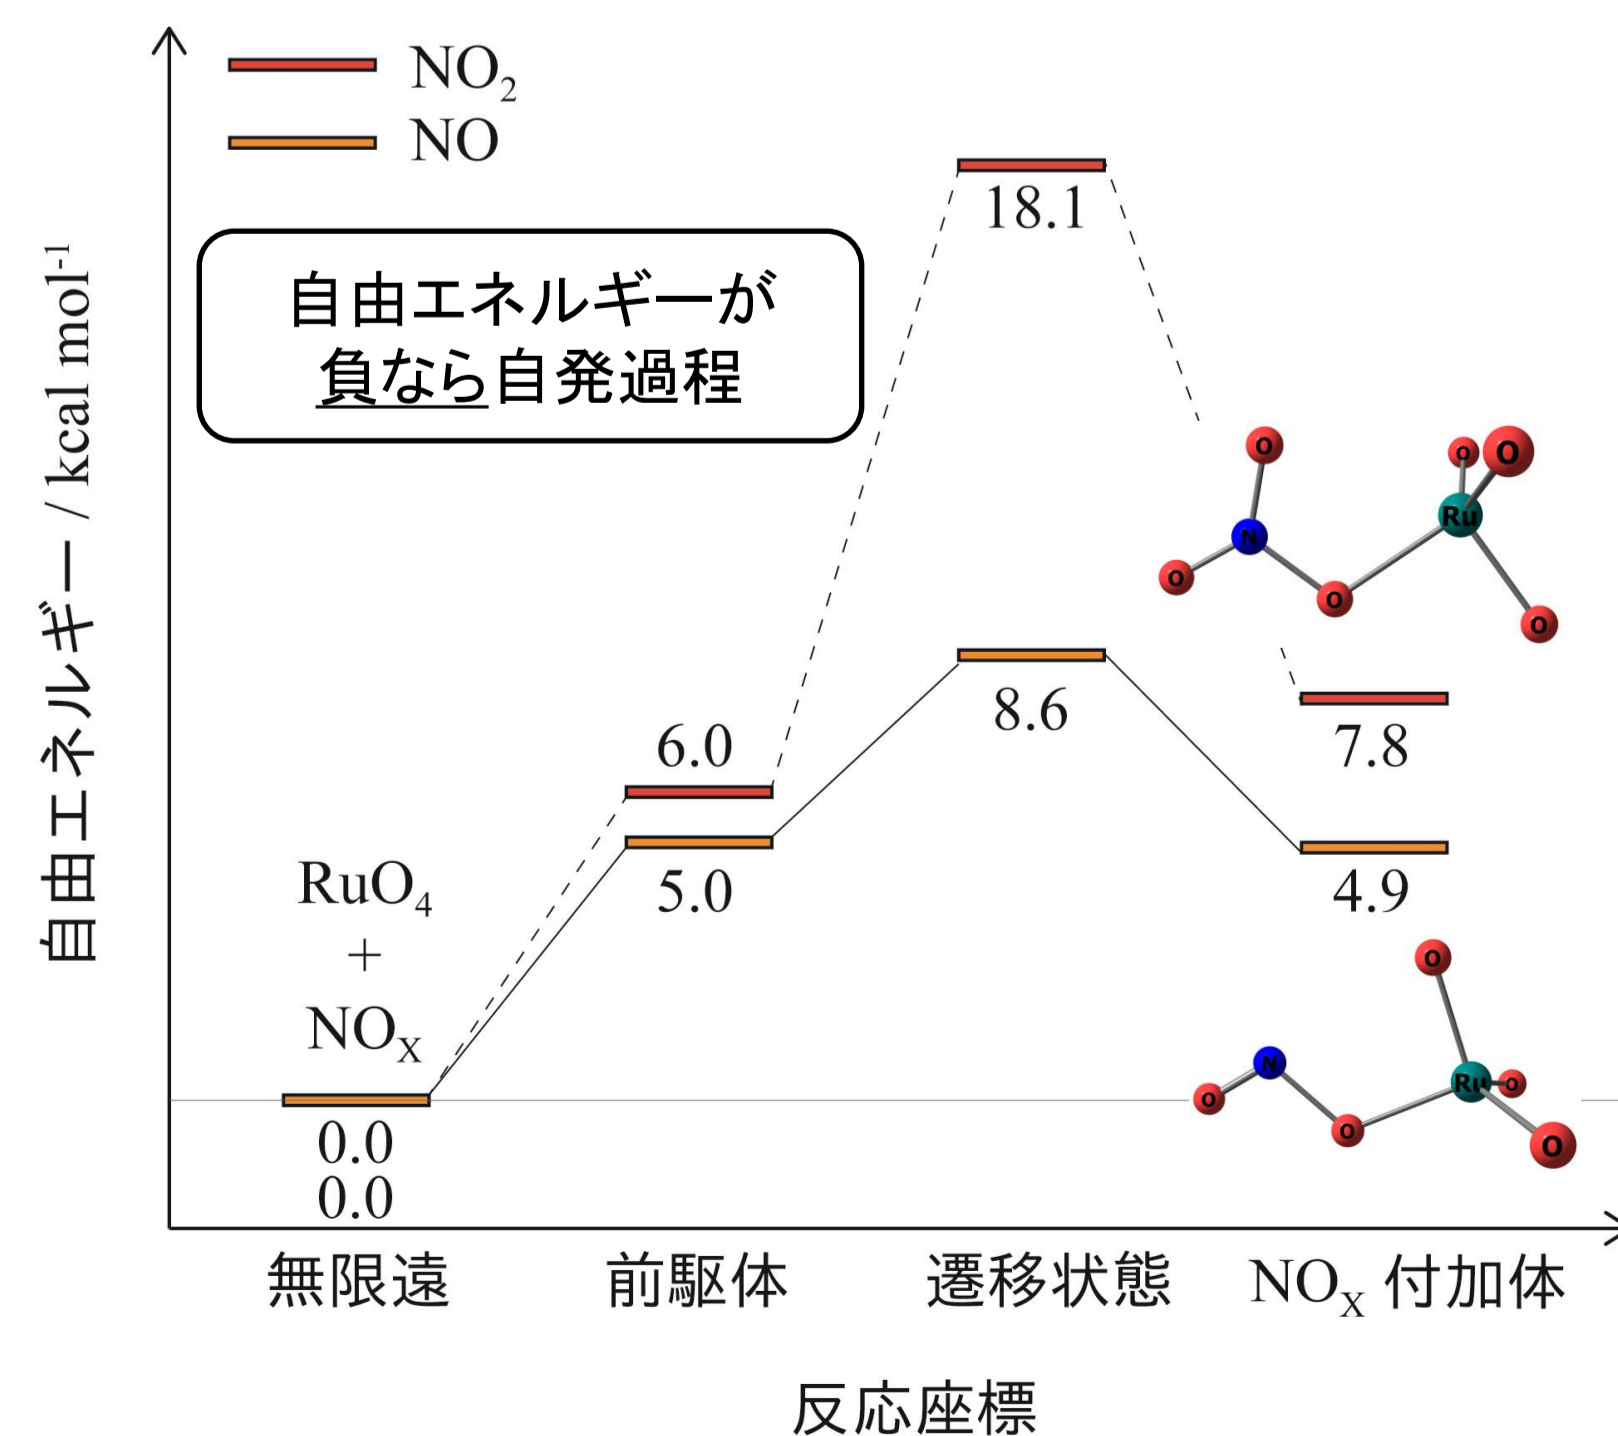 NO₂
NO
自由エネルギーが
負なら自発過程
自由エネルギー / kcal mol⁻¹
18.1
8.6
6.0
5.0
7.8
4.9
RuO₄
+
NOₓ
0.0
0.0
O
O
O
Ru
N
O
O
O
O
N
O
O
Ru
O
O
無限遠
前駆体
遷移状態
NOₓ 付加体
反応座標